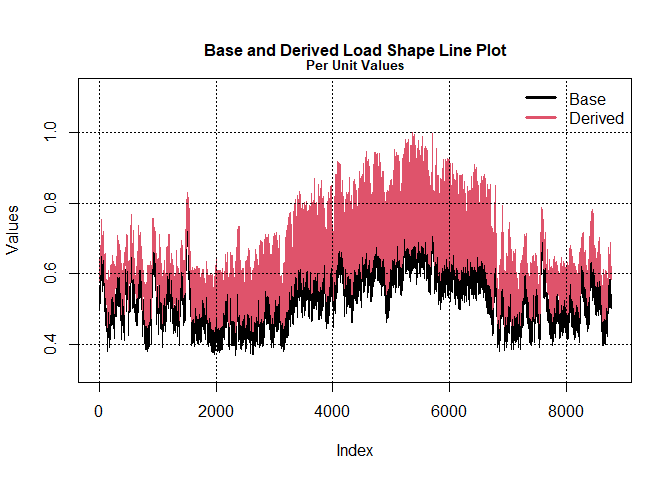 Base and Derived Load Shape Line Plot
Per Unit Values
Base
Derived
Values
1.0
0.8
0.6
0.4
0 2000 4000 6000 8000
Index